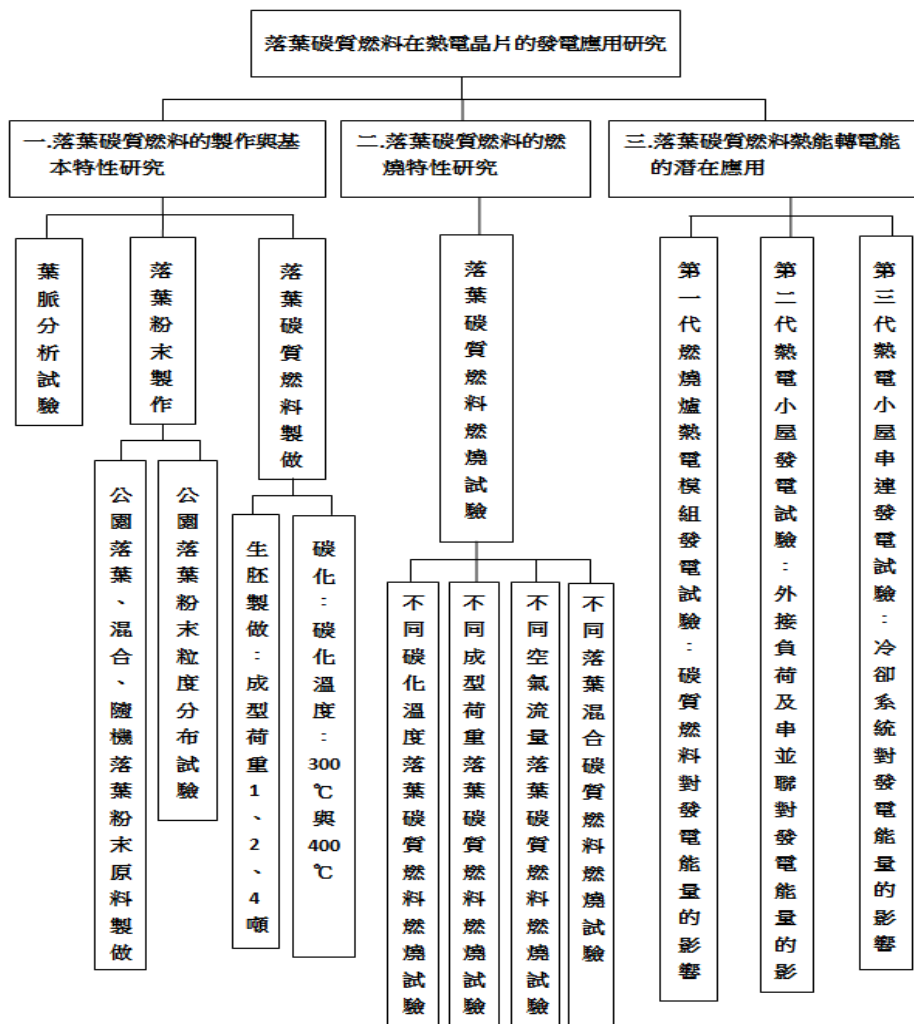 落葉碳質燃料在熱電晶片的發電應用研究
一.落葉碳質燃料的製作與基
本特性研究
二.落葉碳質燃料的燃
燒特性研究
三.落葉碳質燃料熱能轉電能
的潛在應用
葉脈分析試驗
落葉粉末製作
落葉碳質燃料製做
落葉碳質燃料燃燒試驗
第一代燃燒爐熱電模組發電試驗：碳質燃料對發電能量的影響
第二代熱電小屋發電試驗：外接負荷及串並聯對發電能量的影
第三代熱電小屋串連發電試驗：冷卻系統對發電能量的影響
公園落葉、混合、隨機落葉粉末原料製做
公園落葉粉末粒度分布試驗
生胚製做：成型荷重1、2、4噸
碳化：碳化溫度：300℃與400℃
不同碳化溫度落葉碳質燃料燃燒試驗
不同成型荷重落葉碳質燃料燃燒試驗
不同空氣流量落葉碳質燃料燃燒試驗
不同落葉混合碳質燃料燃燒試驗